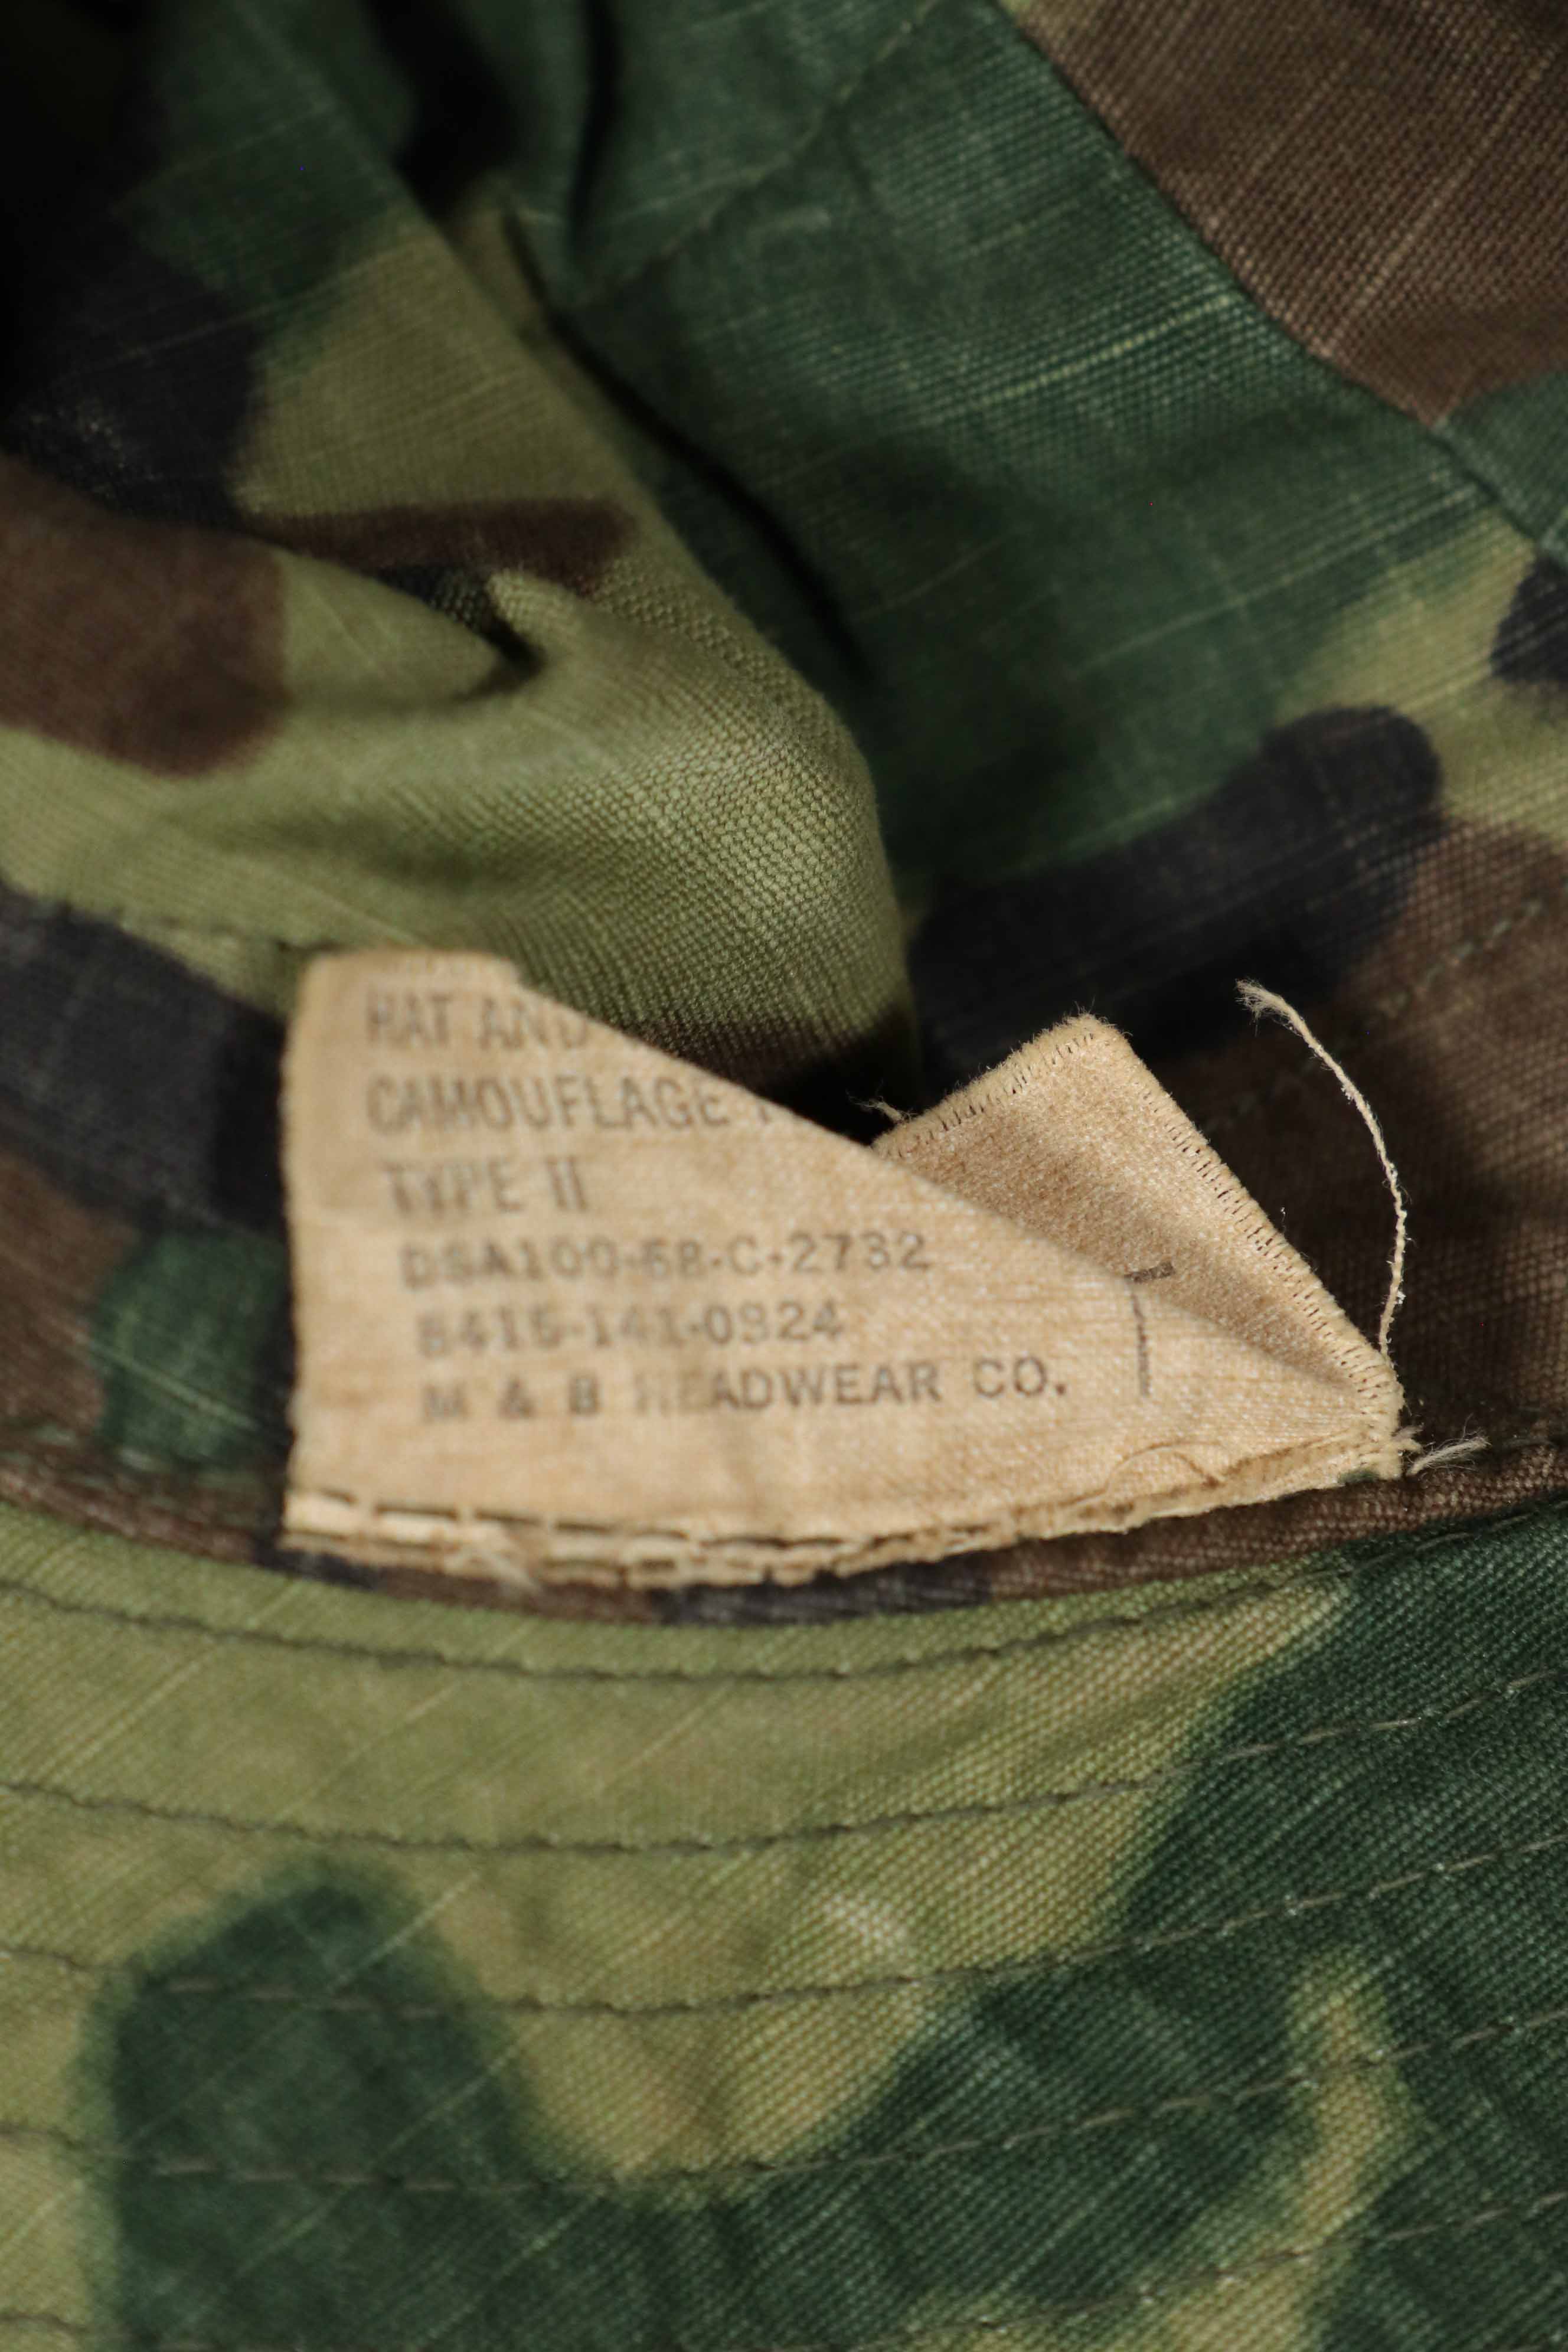 HAT AND
CAMOUFLAGE
TYPE II
DSA100-68-C-2732
8415-141-0924
M & B HEADWEAR CO.